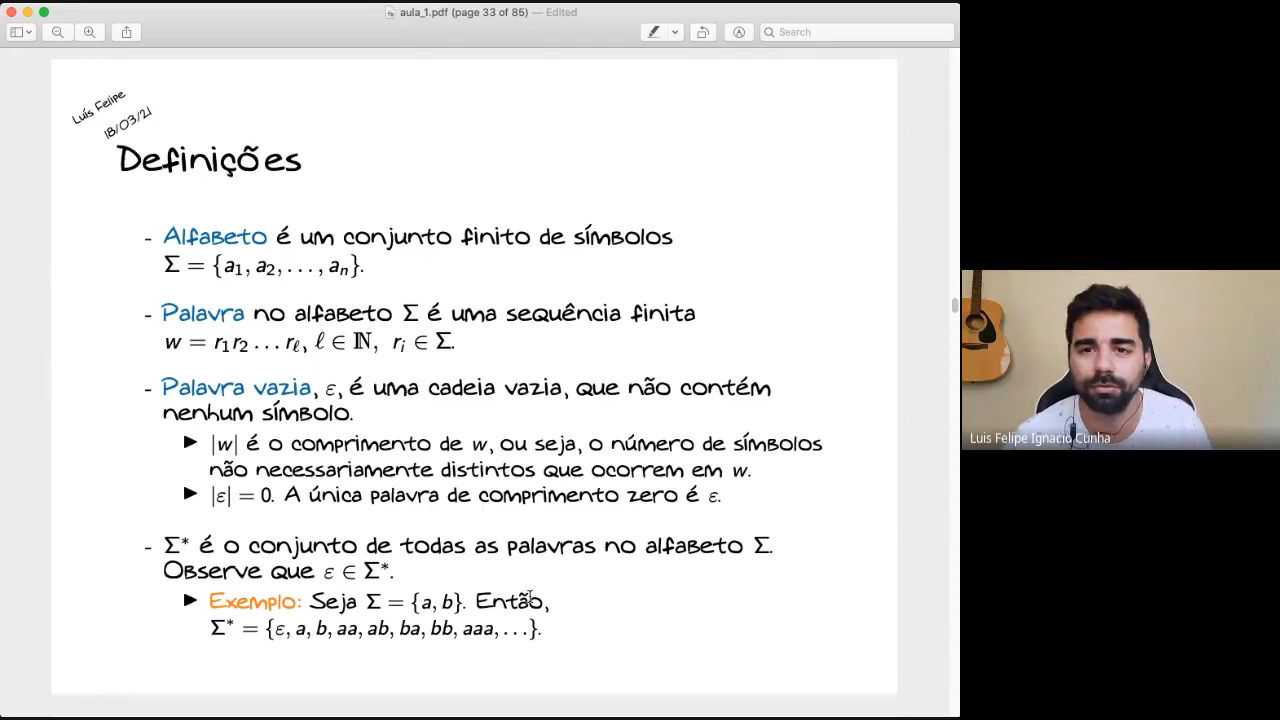 aula_1.pdf (page 33 of 85) — Edited
Search
Luís Felipe
18/03/21
Definições
- Alfabeto é um conjunto finito de símbolos
Σ = {a₁, a₂, . . . , aₙ}.
- Palavra no alfabeto Σ é uma sequência finita
w = r₁r₂ . . . rℓ, ℓ ∈ ℕ, rᵢ ∈ Σ.
- Palavra vazia, ε, é uma cadeia vazia, que não contém
nenhum símbolo.
▶ |w| é o comprimento de w, ou seja, o número de símbolos
não necessariamente distintos que ocorrem em w.
▶ |ε| = 0. A única palavra de comprimento zero é ε.
- Σ* é o conjunto de todas as palavras no alfabeto Σ.
Observe que ε ∈ Σ*.
▶ Exemplo: Seja Σ = {a, b}. Então,
Σ* = {ε, a, b, aa, ab, ba, bb, aaa, . . .}.
Luis Felipe Ignacio Cunha